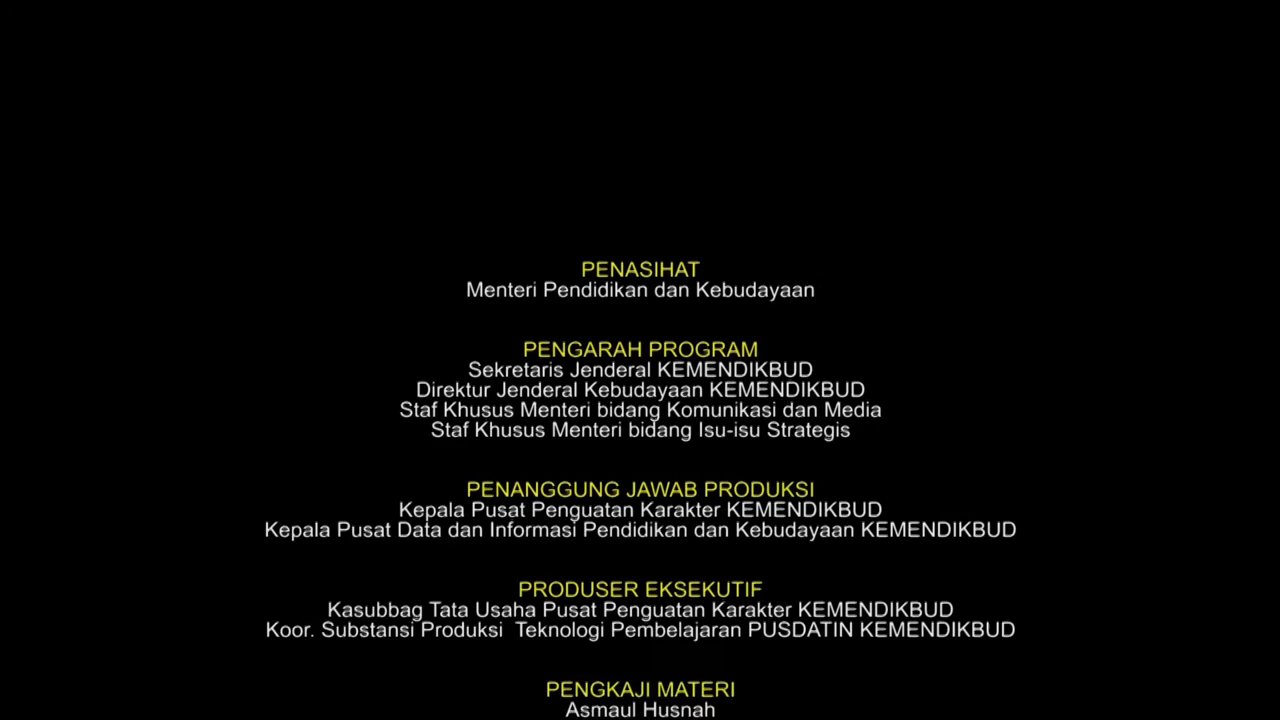 PENASIHAT
Menteri Pendidikan dan Kebudayaan
PENGARAH PROGRAM
Sekretaris Jenderal KEMENDIKBUD
Direktur Jenderal Kebudayaan KEMENDIKBUD
Staf Khusus Menteri bidang Komunikasi dan Media
Staf Khusus Menteri bidang Isu-isu Strategis
PENANGGUNG JAWAB PRODUKSI
Kepala Pusat Penguatan Karakter KEMENDIKBUD
Kepala Pusat Data dan Informasi Pendidikan dan Kebudayaan KEMENDIKBUD
PRODUSER EKSEKUTIF
Kasubbag Tata Usaha Pusat Penguatan Karakter KEMENDIKBUD
Koor. Substansi Produksi  Teknologi Pembelajaran PUSDATIN KEMENDIKBUD
PENGKAJI MATERI
Asmaul Husnah